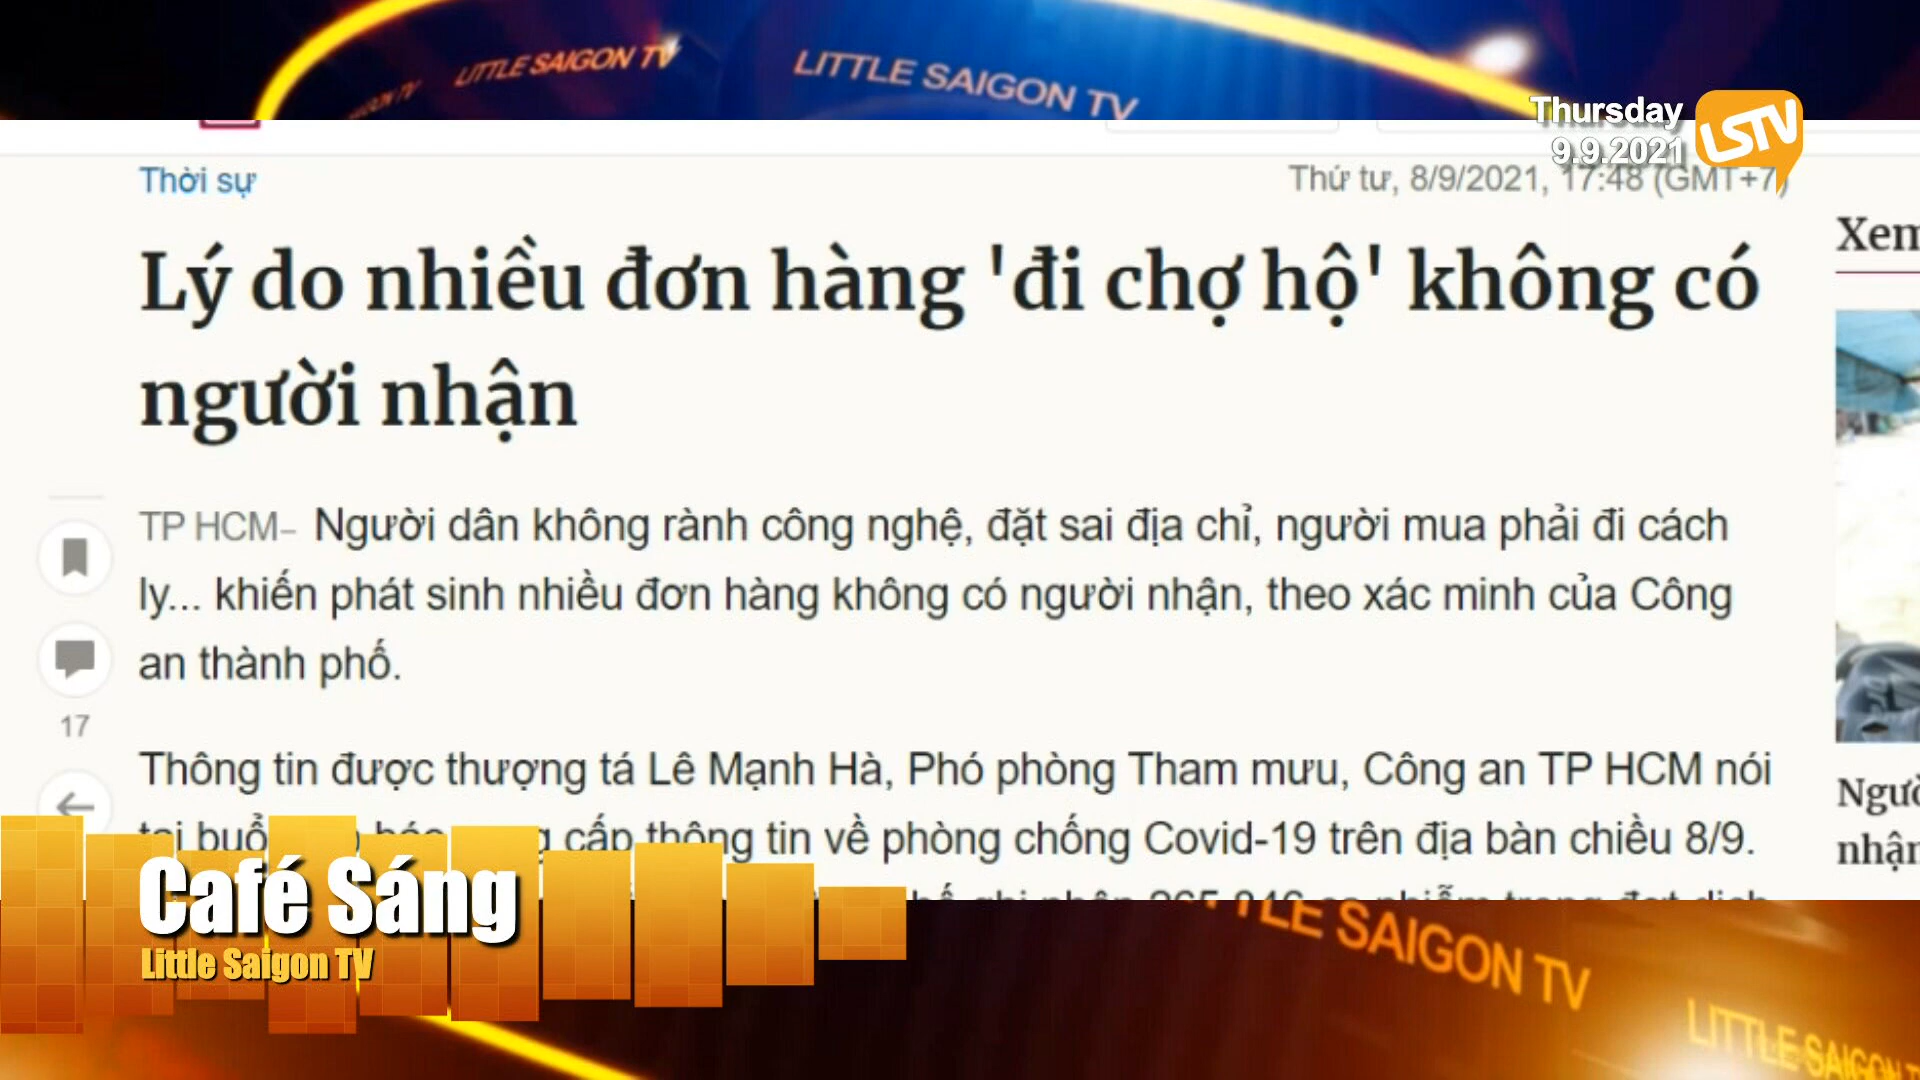 LITTLE SAIGON TV
LITTLE SAIGON TV
Thursday
9.9.2021
LSTV
Thời sự
Thứ tư, 8/9/2021, 17:48 (GMT+7)
Lý do nhiều đơn hàng 'đi chợ hộ' không có
người nhận
TP HCM– Người dân không rành công nghệ, đặt sai địa chỉ, người mua phải đi cách
ly... khiến phát sinh nhiều đơn hàng không có người nhận, theo xác minh của Công
an thành phố.
17
Thông tin được thượng tá Lê Mạnh Hà, Phó phòng Tham mưu, Công an TP HCM nói
cấp thông tin về phòng chống Covid-19 trên địa bàn chiều 8/9.
Xem
nhận
Café Sáng
Little Saigon TV
LITTLE SAIGON TV
LITTLE SAIGON